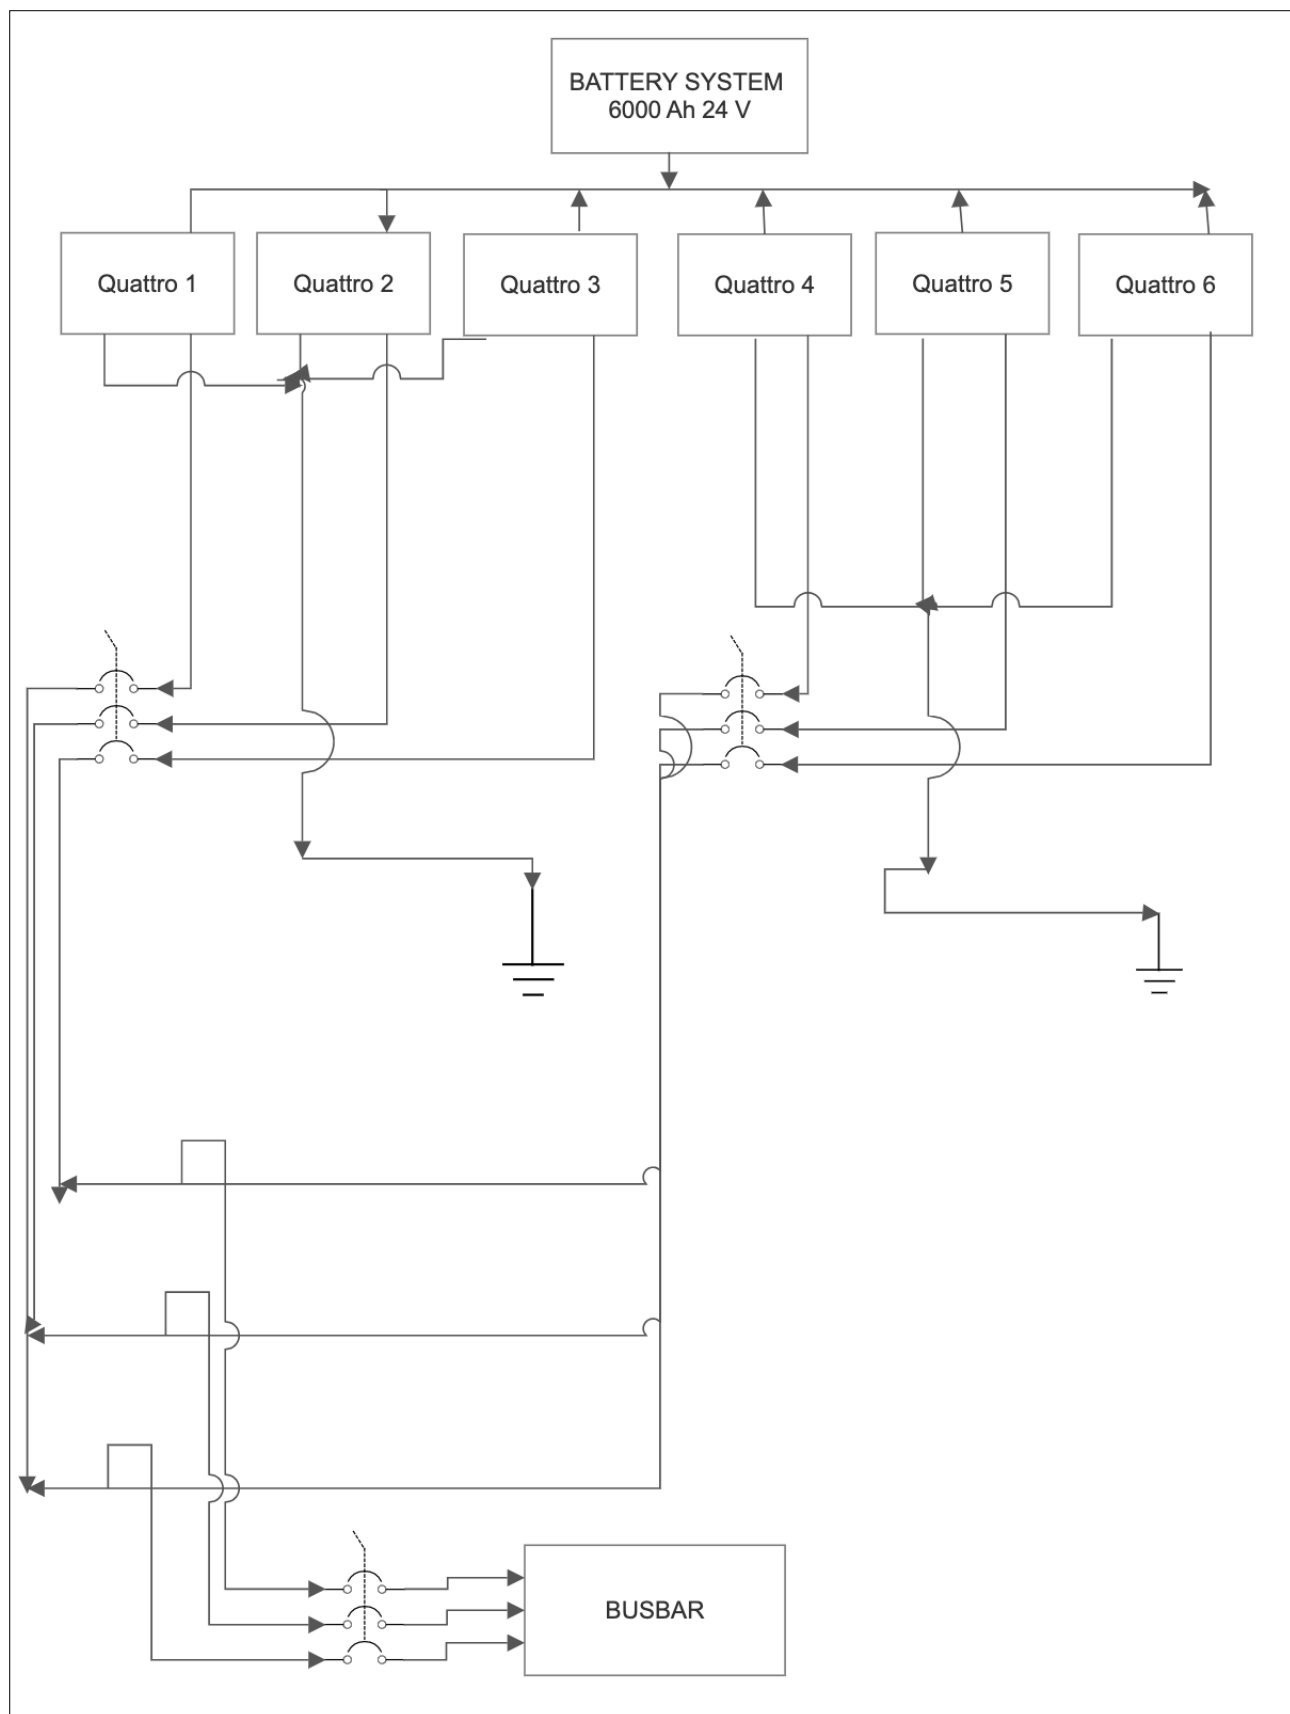 BATTERY SYSTEM
6000 Ah 24 V
Quattro 1
Quattro 2
Quattro 3
Quattro 4
Quattro 5
Quattro 6
BUSBAR